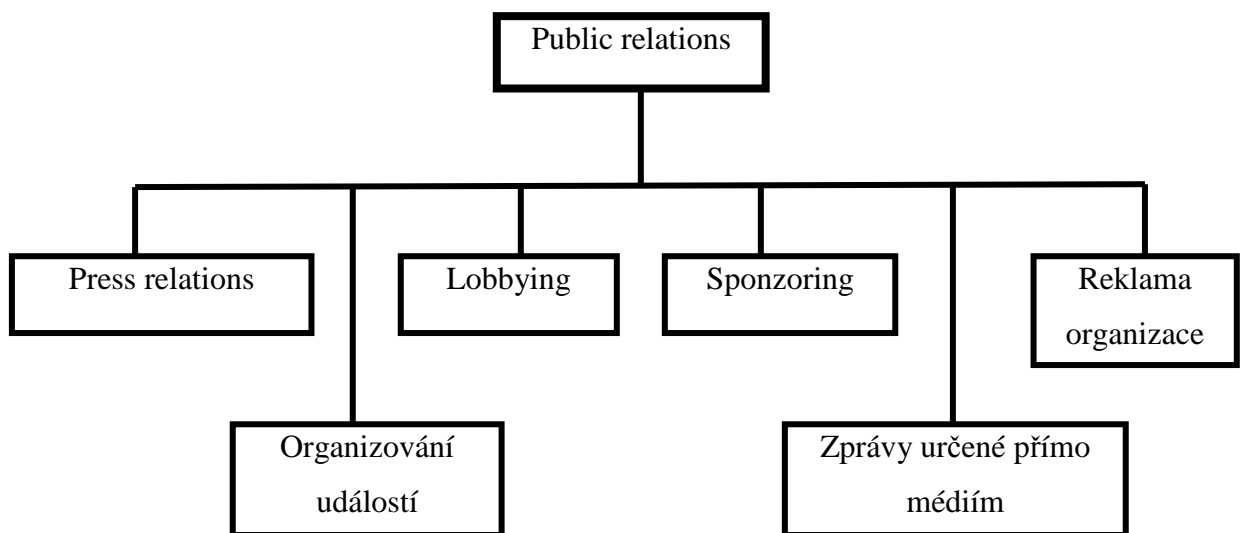 Public relations
Press relations
Lobbying
Sponzoring
Reklama
organizace
Organizování
událostí
Zprávy určené přímo
médiím